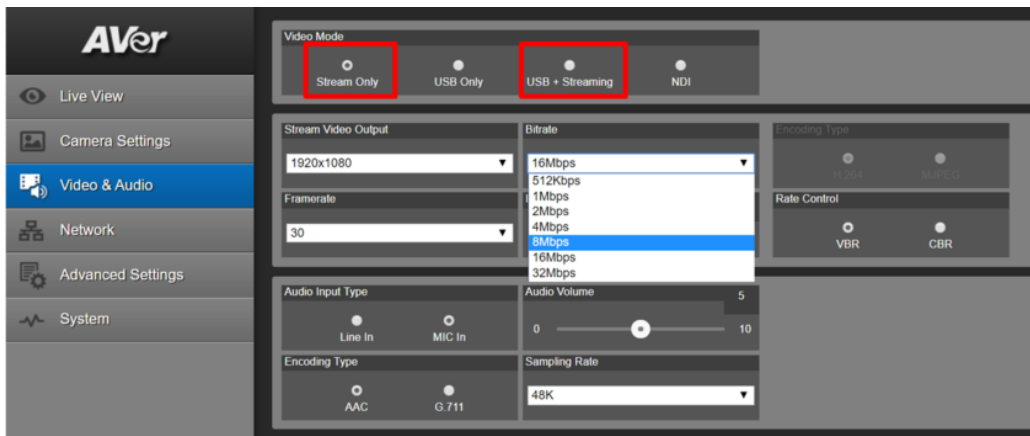 AVer
Live View
Camera Settings
Video & Audio
Network
Advanced Settings
System
Video Mode
Stream Only
USB Only
USB + Streaming
NDI
Stream Video Output
1920x1080
Bitrate
16Mbps
512Kbps
1Mbps
2Mbps
4Mbps
8Mbps
16Mbps
32Mbps
Encoding Type
H.264
MJPEG
Framerate
30
Rate Control
VBR
CBR
Audio Input Type
Line In
MIC In
Audio Volume
5
0
10
Encoding Type
AAC
G.711
Sampling Rate
48K